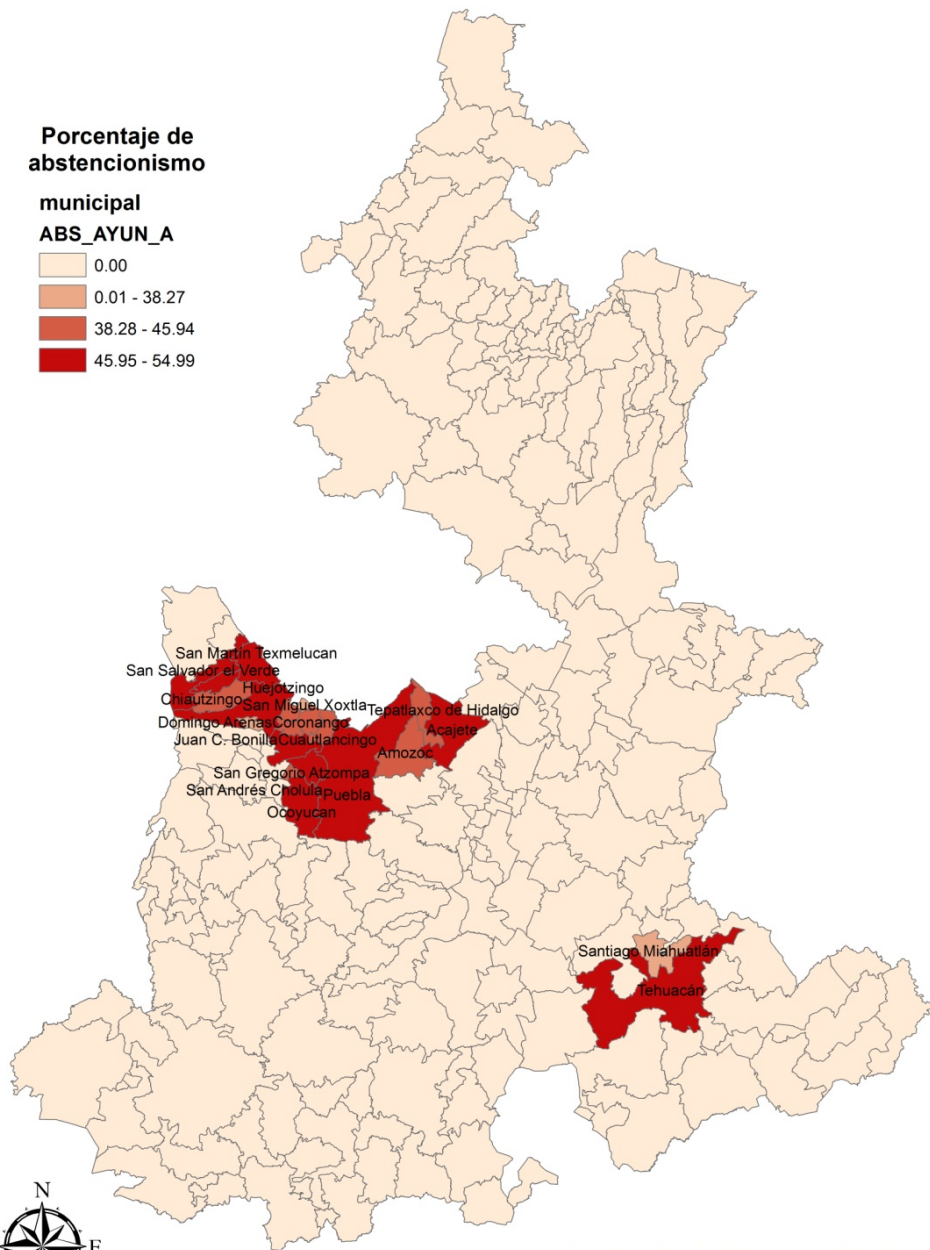 Porcentaje de
abstencionismo
municipal
ABS_AYUN_A
0.00
0.01 - 38.27
38.28 - 45.94
45.95 - 54.99
San Martín Texmelucan
San Salvador el Verde
Huejotzingo
Chiautzingo
San Miguel Xoxtla
Tepatlaxco de Hidalgo
Domingo Arenas
Coronango
Acajete
Juan C. Bonilla
Cuautlancingo
Amozoc
San Gregorio Atzompa
San Andrés Cholula
Puebla
Ocoyucan
Santiago Miahuatlán
Tehuacán
N
E